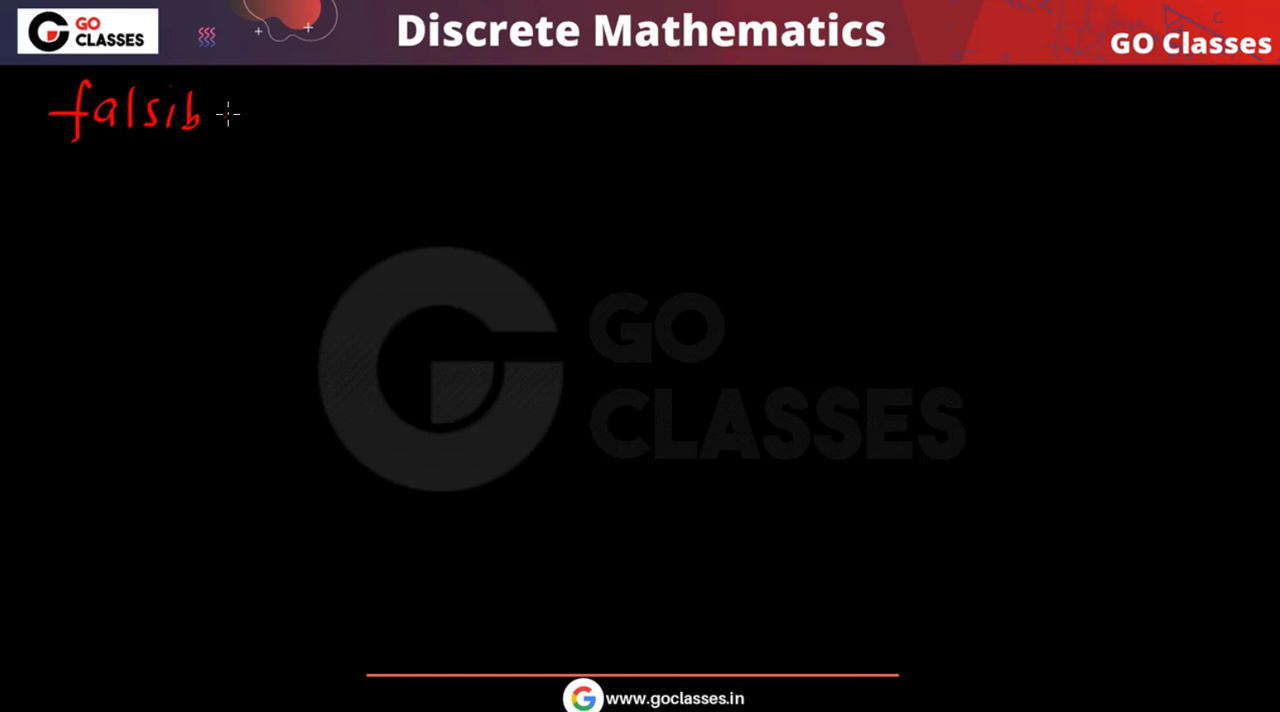 GO
CLASSES
Discrete Mathematics
GO Classes
falsib
GO
CLASSES
www.goclasses.in